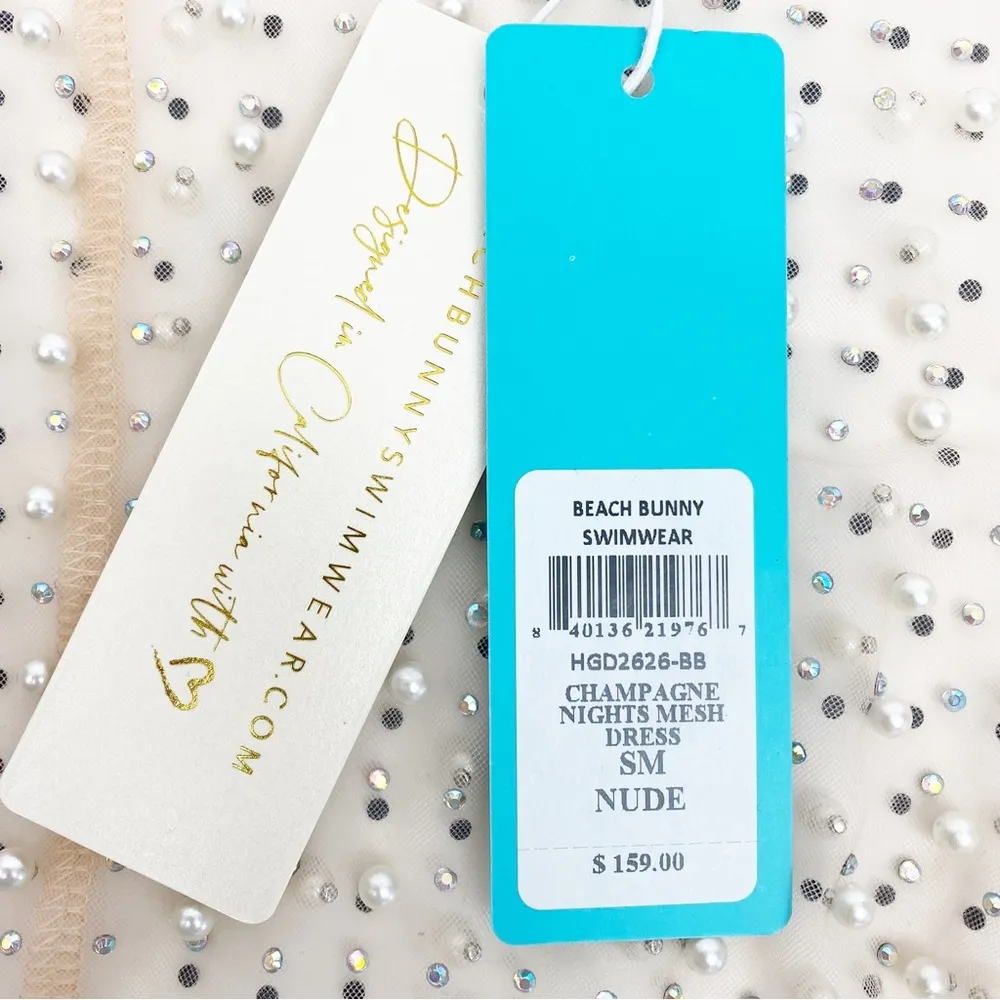 Designed in California with
CHBUNNYSWIMWEAR.COM
BEACH BUNNY
SWIMWEAR
8 40136 21976 7
HGD2626-BB
CHAMPAGNE
NIGHTS MESH
DRESS
SM
NUDE
$ 159.00